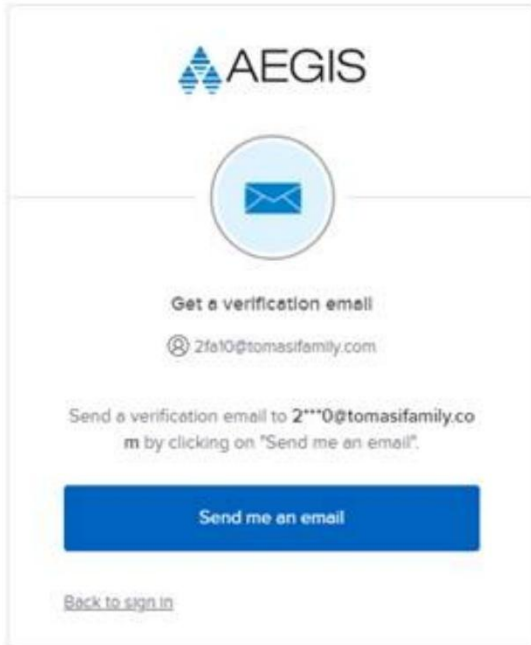 AEGIS
Get a verification email
2fa10@tomasifamily.com
Send a verification email to 2***0@tomasifamily.co
m by clicking on "Send me an email".
Send me an email
Back to sign in